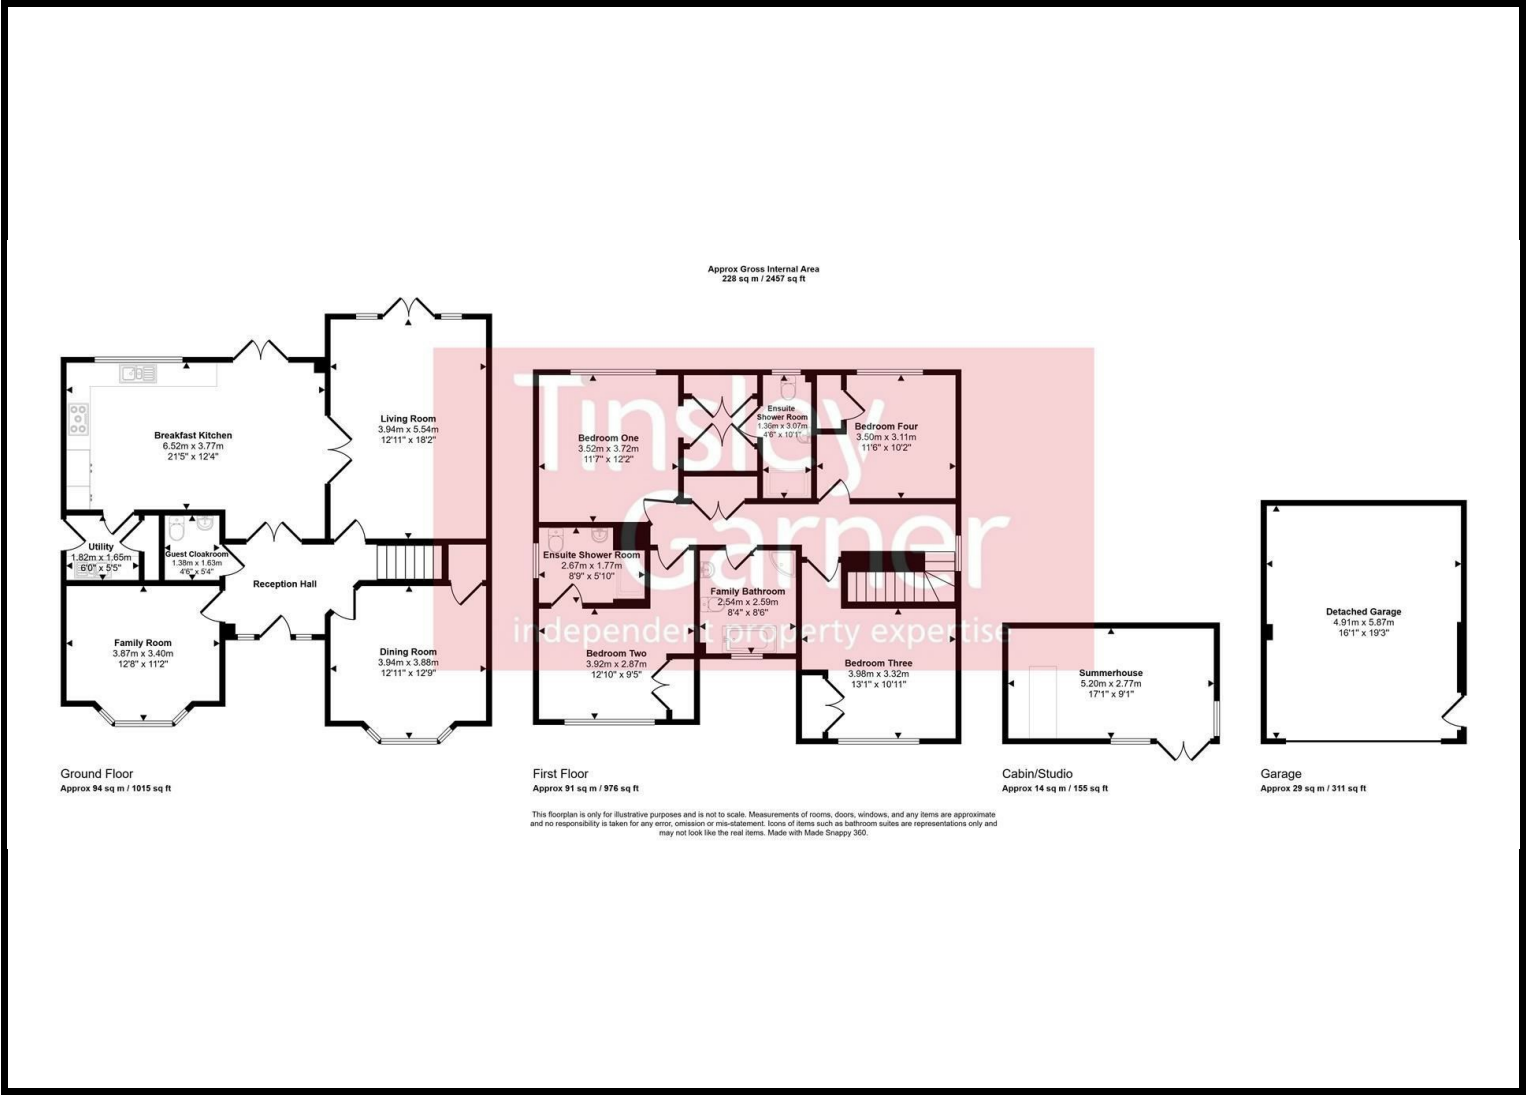 Approx Gross Internal Area
228 sq m / 2457 sq ft
Living Room
3.94m x 5.54m
12'11" x 18'2"
Breakfast Kitchen
6.52m x 3.77m
21'5" x 12'4"
Utility
1.82m x 1.65m
6'0" x 5'5"
Guest Cloakroom
1.38m x 1.63m
4'6" x 5'4"
Reception Hall
Family Room
3.87m x 3.40m
12'8" x 11'2"
Dining Room
3.94m x 3.88m
12'11" x 12'9"
Ground Floor
Approx 94 sq m / 1015 sq ft
Tinsley
Garner
independent property expertise
Bedroom One
3.52m x 3.72m
11'7" x 12'2"
Ensuite
Shower Room
1.36m x 3.07m
4'6" x 10'1"
Bedroom Four
3.50m x 3.11m
11'6" x 10'2"
Ensuite Shower Room
2.67m x 1.77m
8'9" x 5'10"
Family Bathroom
2.54m x 2.59m
8'4" x 8'6"
Bedroom Two
3.92m x 2.87m
12'10" x 9'5"
Bedroom Three
3.98m x 3.32m
13'1" x 10'11"
First Floor
Approx 91 sq m / 976 sq ft
Summerhouse
5.20m x 2.77m
17'1" x 9'1"
Cabin/Studio
Approx 14 sq m / 155 sq ft
Detached Garage
4.91m x 5.87m
16'1" x 19'3"
Garage
Approx 29 sq m / 311 sq ft
This floorplan is only for illustrative purposes and is not to scale. Measurements of rooms, doors, windows, and any items are approximate
and no responsibility is taken for any error, omission or mis-statement. Icons of items such as bathroom suites are representations only and
may not look like the real items. Made with Made Snappy 360.